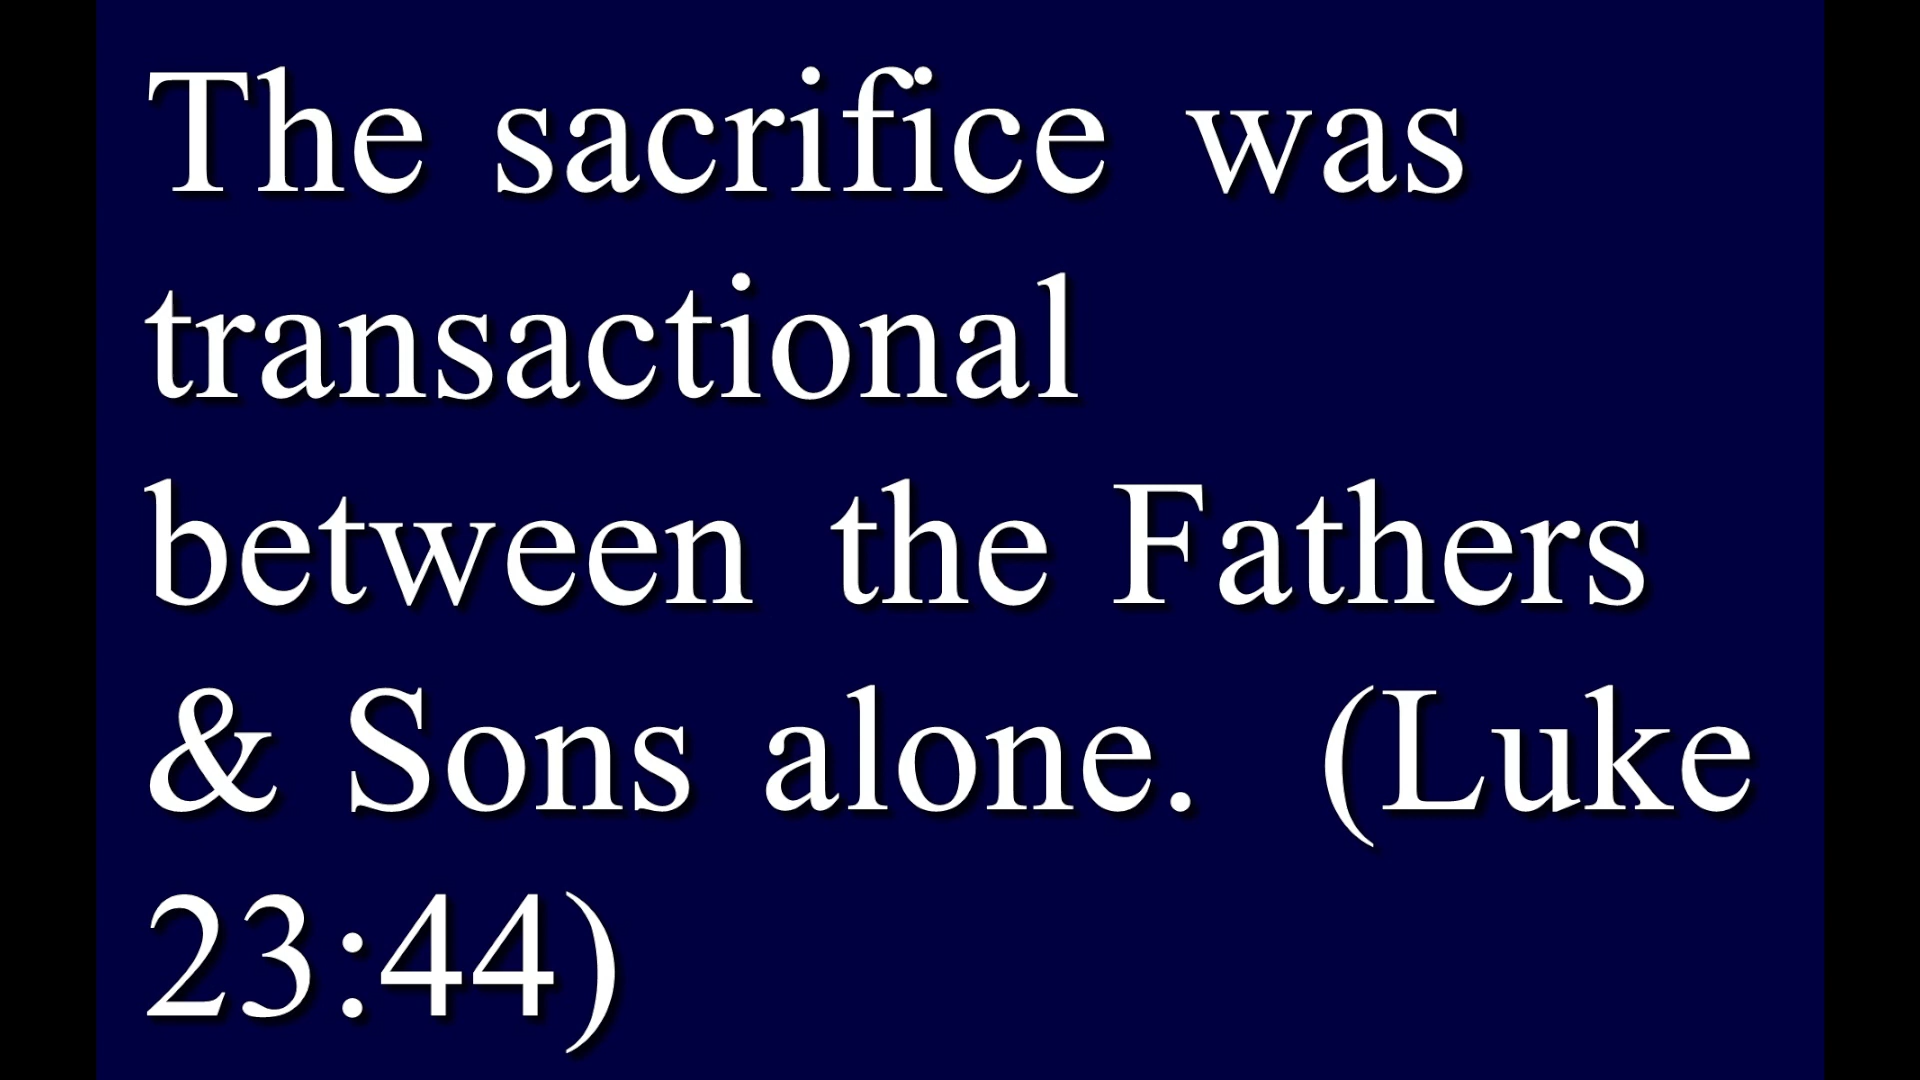 The sacrifice was
transactional
between the Fathers
& Sons alone. (Luke
23:44)